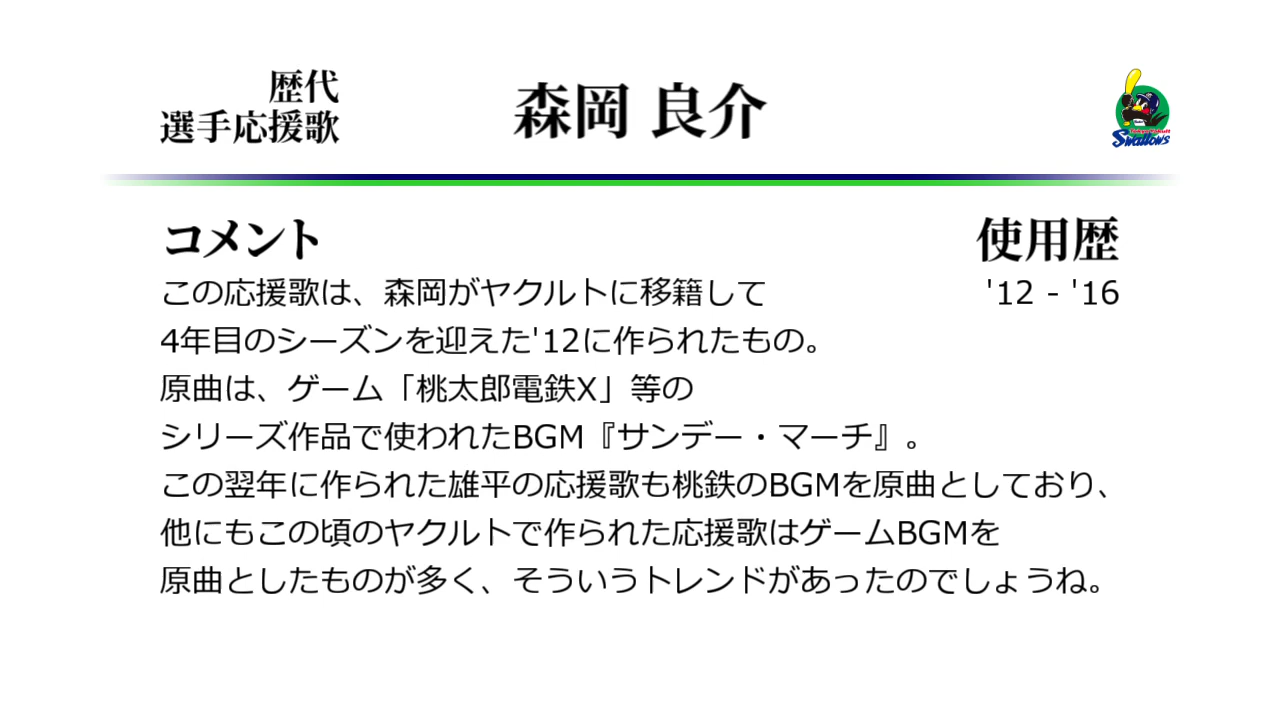 歴代
選手応援歌
森岡 良介
Swallows
コメント
使用歴
この応援歌は、森岡がヤクルトに移籍して
'12 - '16
4年目のシーズンを迎えた'12に作られたもの。
原曲は、ゲーム「桃太郎電鉄X」等の
シリーズ作品で使われたBGM『サンデー・マーチ』。
この翌年に作られた雄平の応援歌も桃鉄のBGMを原曲としており、
他にもこの頃のヤクルトで作られた応援歌はゲームBGMを
原曲としたものが多く、そういうトレンドがあったのでしょうね。